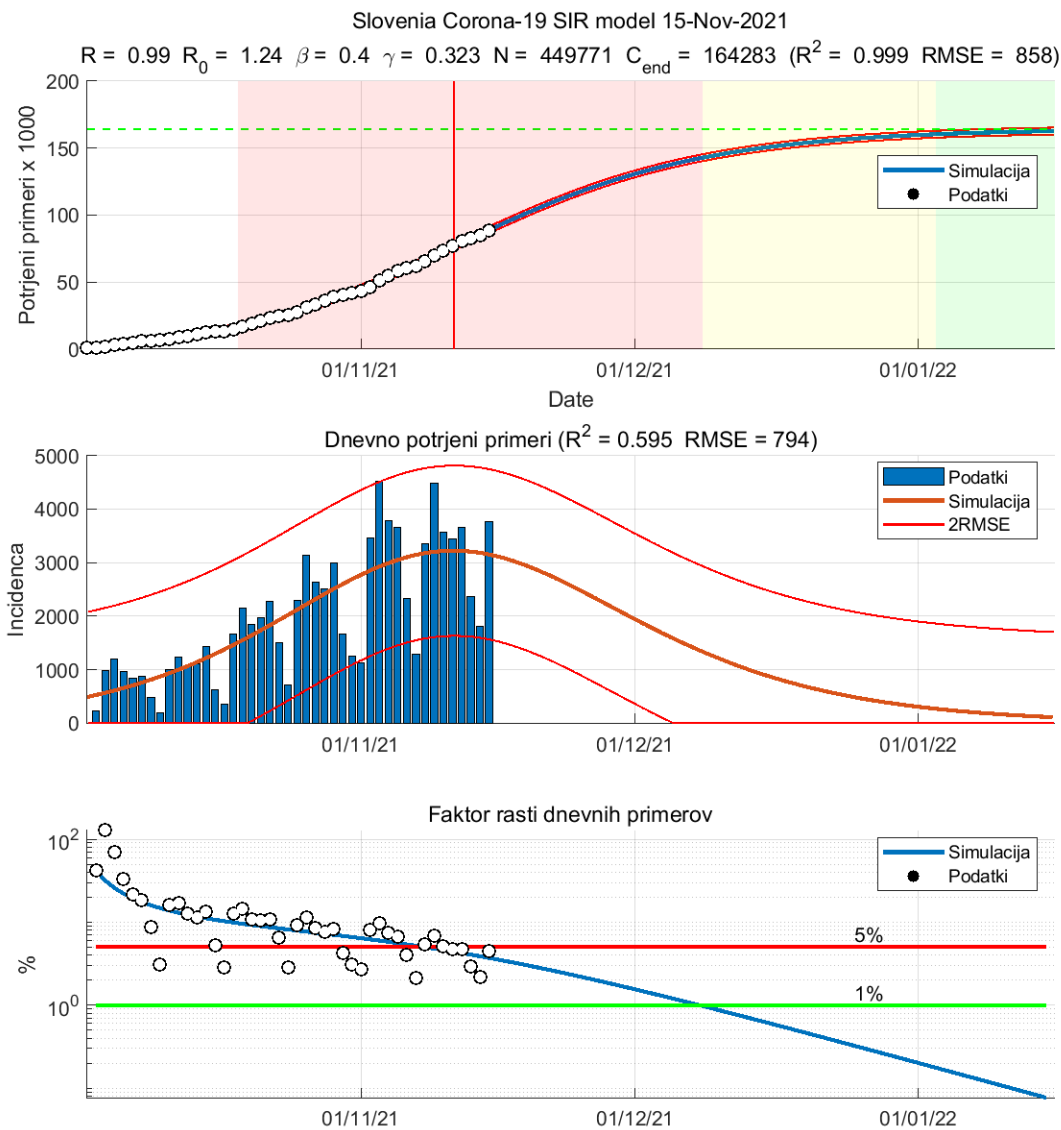 Slovenia Corona-19 SIR model 15-Nov-2021
R = 0.99 R0 = 1.24 β = 0.4 γ = 0.323 N = 449771 Cend = 164283 (R2 = 0.999 RMSE = 858)
Potrjeni primeri x 1000
200
150
100
50
0
Simulacija
Podatki
01/11/21
01/12/21
01/01/22
Date
Dnevno potrjeni primeri (R2 = 0.595 RMSE = 794)
Incidenca
5000
4000
3000
2000
1000
0
Podatki
Simulacija
2RMSE
01/11/21
01/12/21
01/01/22
Faktor rasti dnevnih primerov
%
10^2
10^0
Simulacija
Podatki
5%
1%
01/11/21
01/12/21
01/01/22